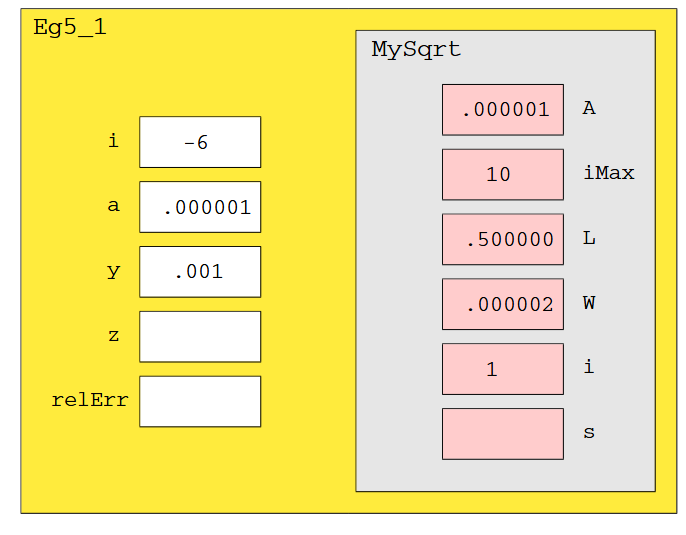 Eg5_1
i -6
a .000001
y .001
z
relErr
MySqrt
.000001 A
10 iMax
.500000 L
.000002 W
1 i
s